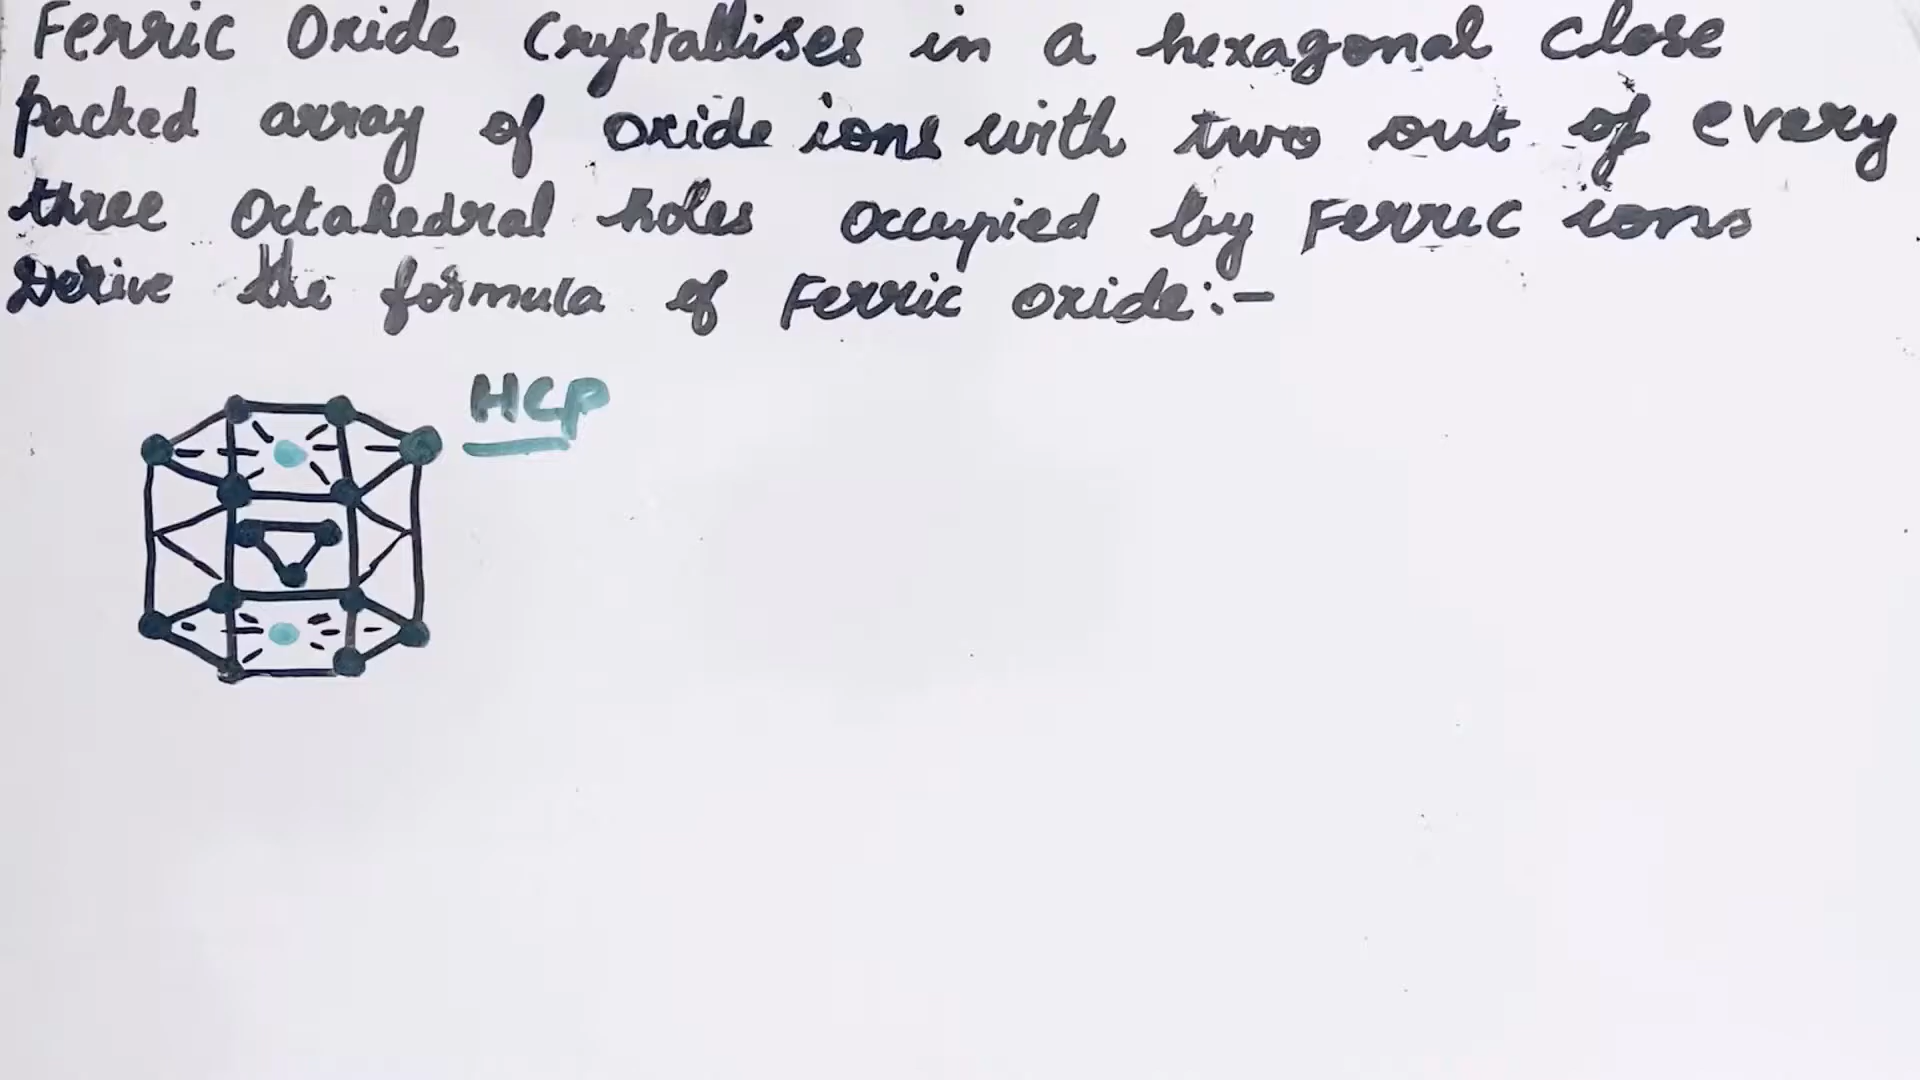 Ferric Oxide Crystallises in a hexagonal close
packed array of oxide ions with two out of every
three Octahedral holes occupied by Ferric ions
Derive the formula of Ferric oxide:-
HCP